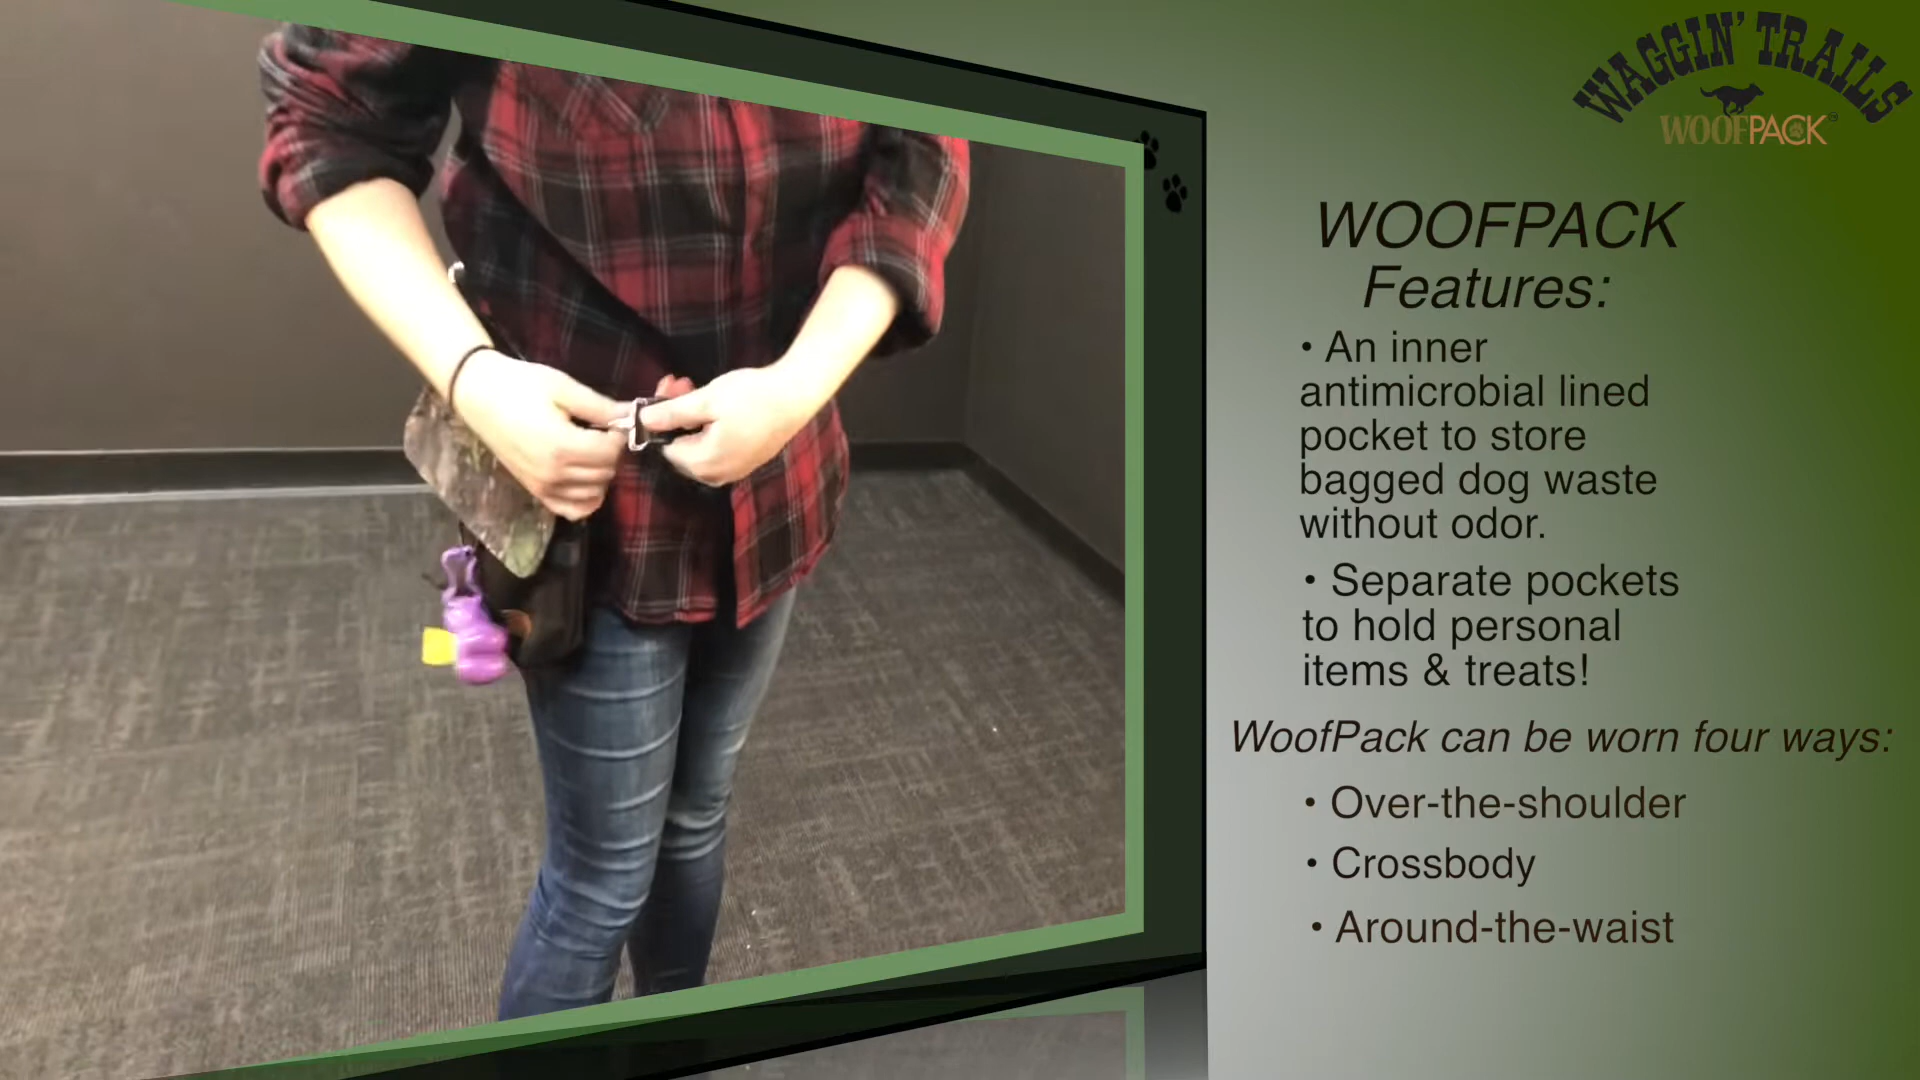 WAGGIN' TRAILS
WOOFPACK®
WOOFPACK
Features:
• An inner
antimicrobial lined
pocket to store
bagged dog waste
without odor.
• Separate pockets
to hold personal
items & treats!
WoofPack can be worn four ways:
• Over-the-shoulder
• Crossbody
• Around-the-waist